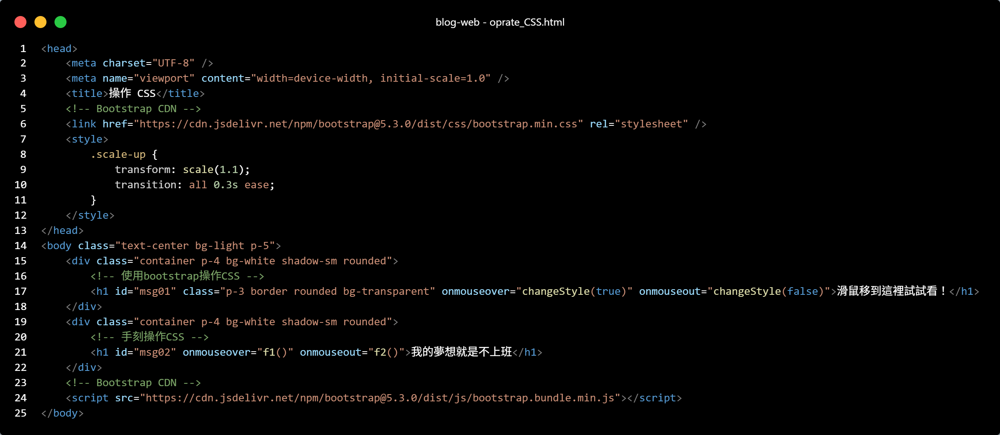 blog-web - oprate_CSS.html
1 <head>
2     <meta charset="UTF-8" />
3     <meta name="viewport" content="width=device-width, initial-scale=1.0" />
4     <title>操作 CSS</title>
5     <!-- Bootstrap CDN -->
6     <link href="https://cdn.jsdelivr.net/npm/bootstrap@5.3.0/dist/css/bootstrap.min.css" rel="stylesheet" />
7     <style>
8         .scale-up {
9             transform: scale(1.1);
10             transition: all 0.3s ease;
11         }
12     </style>
13 </head>
14 <body class="text-center bg-light p-5">
15     <div class="container p-4 bg-white shadow-sm rounded">
16         <!-- 使用bootstrap操作CSS -->
17         <h1 id="msg01" class="p-3 border rounded bg-transparent" onmouseover="changeStyle(true)" onmouseout="changeStyle(false)">滑鼠移到這裡試試看！</h1>
18     </div>
19     <div class="container p-4 bg-white shadow-sm rounded">
20         <!-- 手刻操作CSS -->
21         <h1 id="msg02" onmouseover="f1()" onmouseout="f2()">我的夢想就是不上班</h1>
22     </div>
23     <!-- Bootstrap CDN -->
24     <script src="https://cdn.jsdelivr.net/npm/bootstrap@5.3.0/dist/js/bootstrap.bundle.min.js"></script>
25 </body>